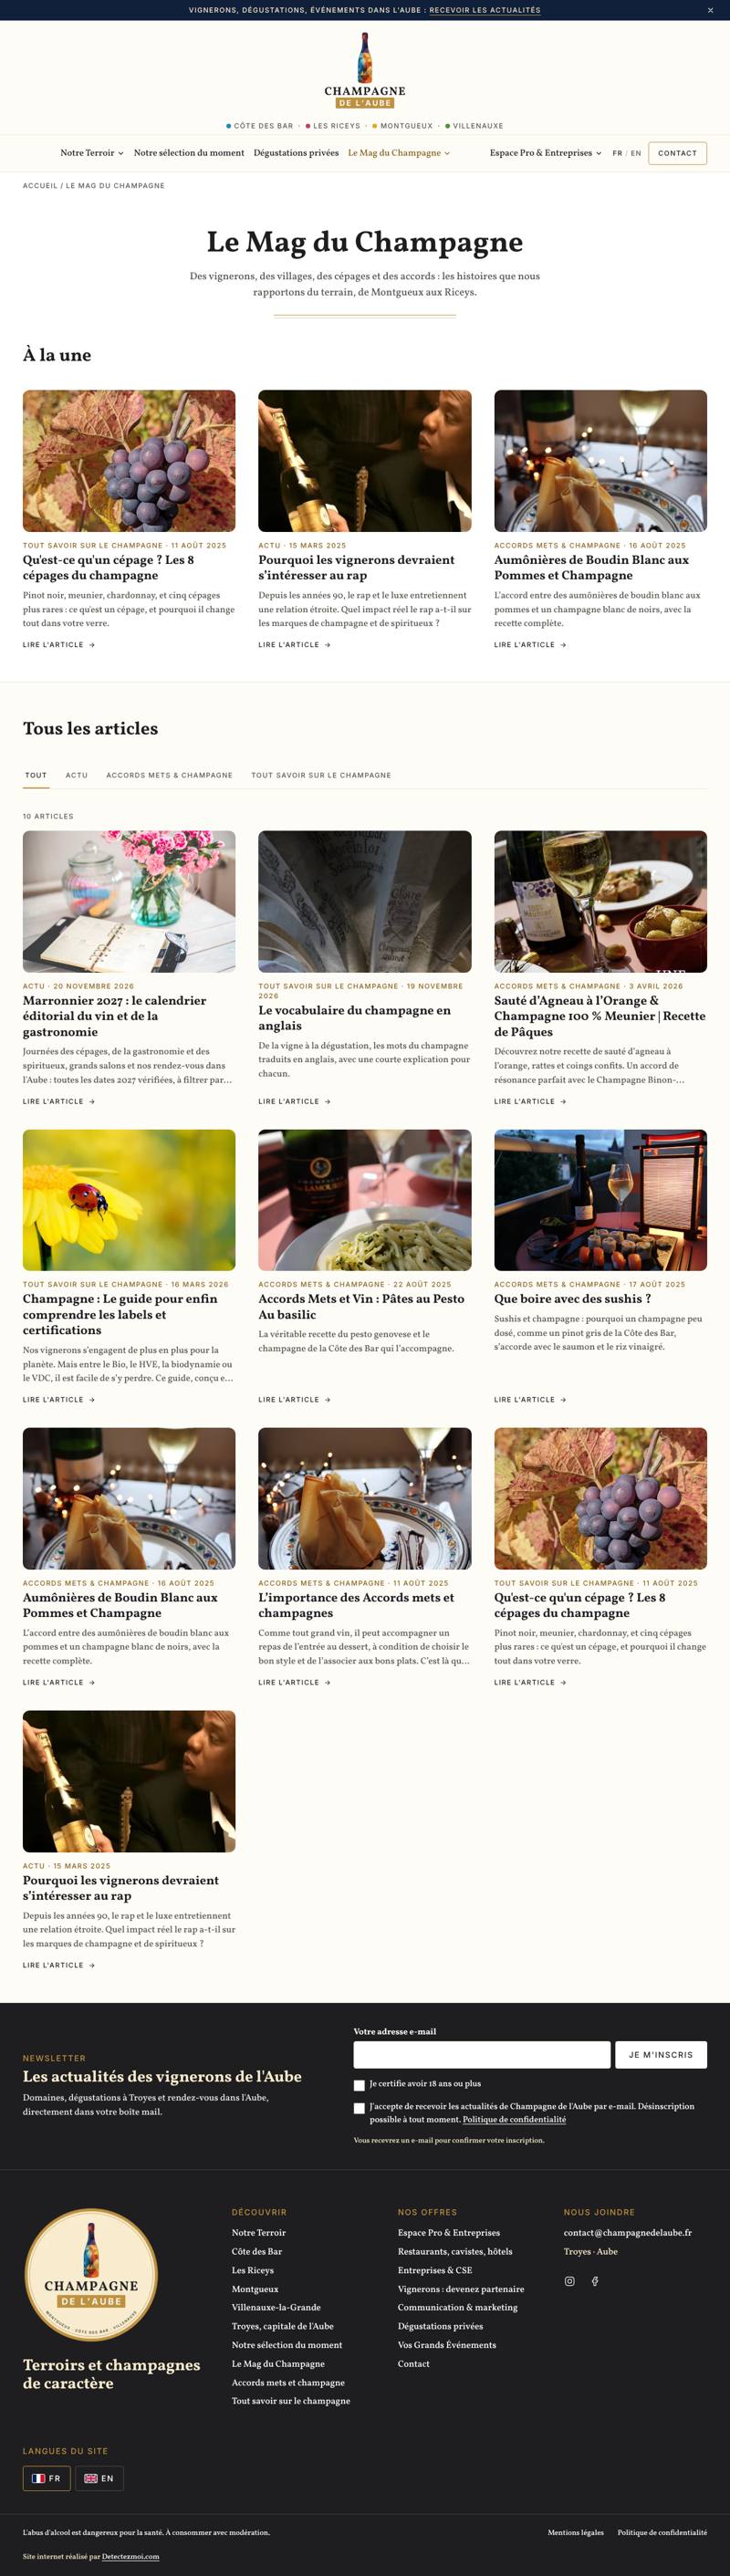 VIGNERONS, DÉGUSTATIONS, ÉVÉNEMENTS DANS L'AUBE : RECEVOIR LES ACTUALITÉS
CHAMPAGNE
DE L'AUBE
CÔTE DES BAR · LES RICEYS · MONTGUEUX · VILLENAUXE
Notre Terroir Notre sélection du moment Dégustations privées Le Mag du Champagne Espace Pro & Entreprises FR / EN CONTACT
ACCUEIL / LE MAG DU CHAMPAGNE
Le Mag du Champagne
Des vignerons, des villages, des cépages et des accords : les histoires que nous
rapportons du terrain, de Montgueux aux Riceys.
À la une
TOUT SAVOIR SUR LE CHAMPAGNE · 11 AOÛT 2025
Qu'est-ce qu'un cépage ? Les 8
cépages du champagne
Pinot noir, meunier, chardonnay, et cinq cépages
plus rares : ce qu'est un cépage, et pourquoi il change
tout dans votre verre.
LIRE L'ARTICLE →
ACTU · 15 MARS 2025
Pourquoi les vignerons devraient
s’intéresser au rap
Depuis les années 90, le rap et le luxe entretiennent
une relation étroite. Quel impact réel le rap a-t-il sur
les marques de champagne et de spiritueux ?
LIRE L'ARTICLE →
ACCORDS METS & CHAMPAGNE · 16 AOÛT 2025
Aumônières de Boudin Blanc aux
Pommes et Champagne
L'accord entre des aumônières de boudin blanc aux
pommes et un champagne blanc de noirs, avec la
recette complète.
LIRE L'ARTICLE →
Tous les articles
TOUT ACTU ACCORDS METS & CHAMPAGNE TOUT SAVOIR SUR LE CHAMPAGNE
10 ARTICLES
ACTU · 20 NOVEMBRE 2026
Marronnier 2027 : le calendrier
éditorial du vin et de la
gastronomie
Journées des cépages, de la gastronomie et des
spiritueux, grands salons et nos rendez-vous dans
l'Aube : toutes les dates 2027 vérifiées, à filtrer par…
LIRE L'ARTICLE →
TOUT SAVOIR SUR LE CHAMPAGNE · 19 NOVEMBRE
2026
Le vocabulaire du champagne en
anglais
De la vigne à la dégustation, les mots du champagne
traduits en anglais, avec une courte explication pour
chacun.
LIRE L'ARTICLE →
UNE
ACCORDS METS & CHAMPAGNE · 3 AVRIL 2026
Sauté d’Agneau à l’Orange &
Champagne 100 % Meunier | Recette
de Pâques
Découvrez notre recette de sauté d’agneau à
l’orange, rattes et coings confits. Un accord de
résonance parfait avec le Champagne Binon-…
LIRE L'ARTICLE →
TOUT SAVOIR SUR LE CHAMPAGNE · 16 MARS 2026
Champagne : Le guide pour enfin
comprendre les labels et
certifications
Nos vignerons s’engagent de plus en plus pour la
planète. Mais entre le Bio, le HVE, la biodynamie ou
le VDC, il est facile de s’y perdre. Ce guide, conçu e…
LIRE L'ARTICLE →
ACCORDS METS & CHAMPAGNE · 22 AOÛT 2025
Accords Mets et Vin : Pâtes au Pesto
Au basilic
La véritable recette du pesto genovese et le
champagne de la Côte des Bar qui l'accompagne.
LIRE L'ARTICLE →
ACCORDS METS & CHAMPAGNE · 17 AOÛT 2025
Que boire avec des sushis ?
Sushis et champagne : pourquoi un champagne peu
dosé, comme un pinot gris de la Côte des Bar,
s'accorde avec le saumon et le riz vinaigré.
LIRE L'ARTICLE →
ACCORDS METS & CHAMPAGNE · 16 AOÛT 2025
Aumônières de Boudin Blanc aux
Pommes et Champagne
L'accord entre des aumônières de boudin blanc aux
pommes et un champagne blanc de noirs, avec la
recette complète.
LIRE L'ARTICLE →
ACCORDS METS & CHAMPAGNE · 11 AOÛT 2025
L’importance des Accords mets et
champagnes
Comme tout grand vin, il peut accompagner un
repas de l’entrée au dessert, à condition de choisir le
bon style et de l’associer aux bons plats. C’est là qu…
LIRE L'ARTICLE →
TOUT SAVOIR SUR LE CHAMPAGNE · 11 AOÛT 2025
Qu'est-ce qu'un cépage ? Les 8
cépages du champagne
Pinot noir, meunier, chardonnay, et cinq cépages
plus rares : ce qu'est un cépage, et pourquoi il change
tout dans votre verre.
LIRE L'ARTICLE →
ACTU · 15 MARS 2025
Pourquoi les vignerons devraient
s’intéresser au rap
Depuis les années 90, le rap et le luxe entretiennent
une relation étroite. Quel impact réel le rap a-t-il sur
les marques de champagne et de spiritueux ?
LIRE L'ARTICLE →
NEWSLETTER
Les actualités des vignerons de l'Aube
Domaines, dégustations à Troyes et rendez-vous dans l'Aube,
directement dans votre boîte mail.
Votre adresse e-mail
JE M'INSCRIS
Je certifie avoir 18 ans ou plus
J'accepte de recevoir les actualités de Champagne de l'Aube par e-mail. Désinscription
possible à tout moment. Politique de confidentialité
Vous recevrez un e-mail pour confirmer votre inscription.
CHAMPAGNE
DE L'AUBE
MONTGUEUX · CÔTE DES BAR · VILLENAUXE
Terroirs et champagnes
de caractère
DÉCOUVRIR
Notre Terroir
Côte des Bar
Les Riceys
Montgueux
Villenauxe-la-Grande
Troyes, capitale de l'Aube
Notre sélection du moment
Le Mag du Champagne
Accords mets et champagne
Tout savoir sur le champagne
NOS OFFRES
Espace Pro & Entreprises
Restaurants, cavistes, hôtels
Entreprises & CSE
Vignerons : devenez partenaire
Communication & marketing
Dégustations privées
Vos Grands Événements
Contact
NOUS JOINDRE
contact@champagnedelaube.fr
Troyes · Aube
LANGUES DU SITE
FR EN
L'abus d'alcool est dangereux pour la santé. À consommer avec modération.
Mentions légales Politique de confidentialité
Site internet réalisé par Detectezmoi.com